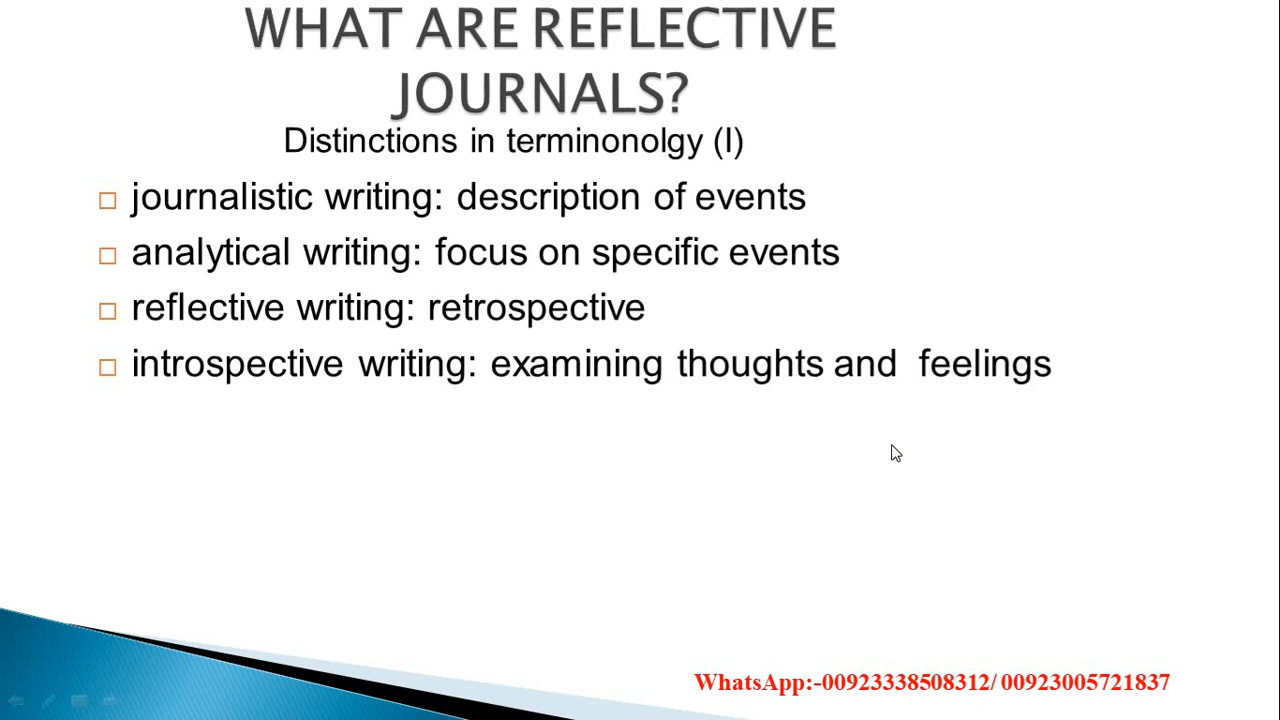 WHAT ARE REFLECTIVE
JOURNALS?
Distinctions in terminonolgy (I)
journalistic writing: description of events
analytical writing: focus on specific events
reflective writing: retrospective
introspective writing: examining thoughts and feelings
WhatsApp:-00923338508312/ 00923005721837